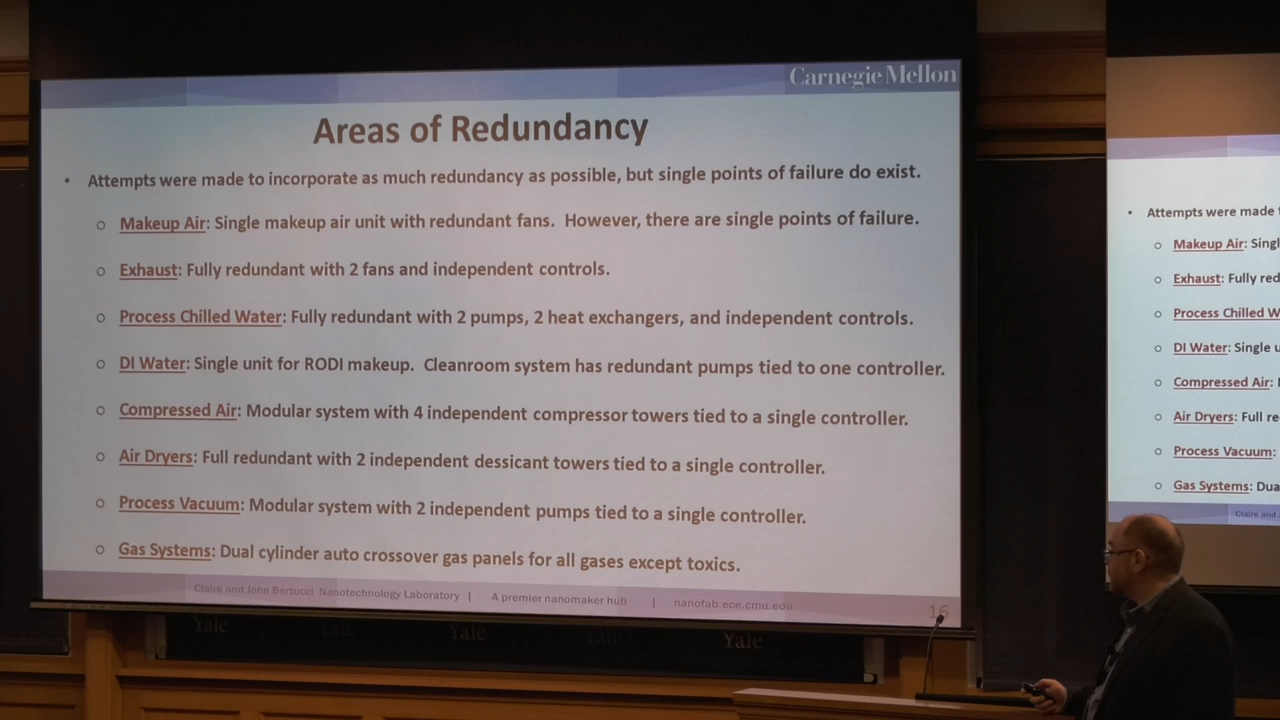 Carnegie Mellon
Areas of Redundancy
• Attempts were made to incorporate as much redundancy as possible, but single points of failure do exist.
o Makeup Air: Single makeup air unit with redundant fans. However, there are single points of failure.
o Exhaust: Fully redundant with 2 fans and independent controls.
o Process Chilled Water: Fully redundant with 2 pumps, 2 heat exchangers, and independent controls.
o DI Water: Single unit for RODI makeup. Cleanroom system has redundant pumps tied to one controller.
o Compressed Air: Modular system with 4 independent compressor towers tied to a single controller.
o Air Dryers: Full redundant with 2 independent dessicant towers tied to a single controller.
o Process Vacuum: Modular system with 2 independent pumps tied to a single controller.
o Gas Systems: Dual cylinder auto crossover gas panels for all gases except toxics.
Claire and John Bertucci Nanotechnology Laboratory | A premier nanomaker hub | nanofab.ece.cmu.edu
16
Yale Yale Yale Yale Yale
• Attempts were made
o Makeup Air: Singl
o Exhaust: Fully red
o Process Chilled W
o DI Water: Single u
o Compressed Air:
o Air Dryers: Full re
o Process Vacuum:
o Gas Systems: Dua
Claire and